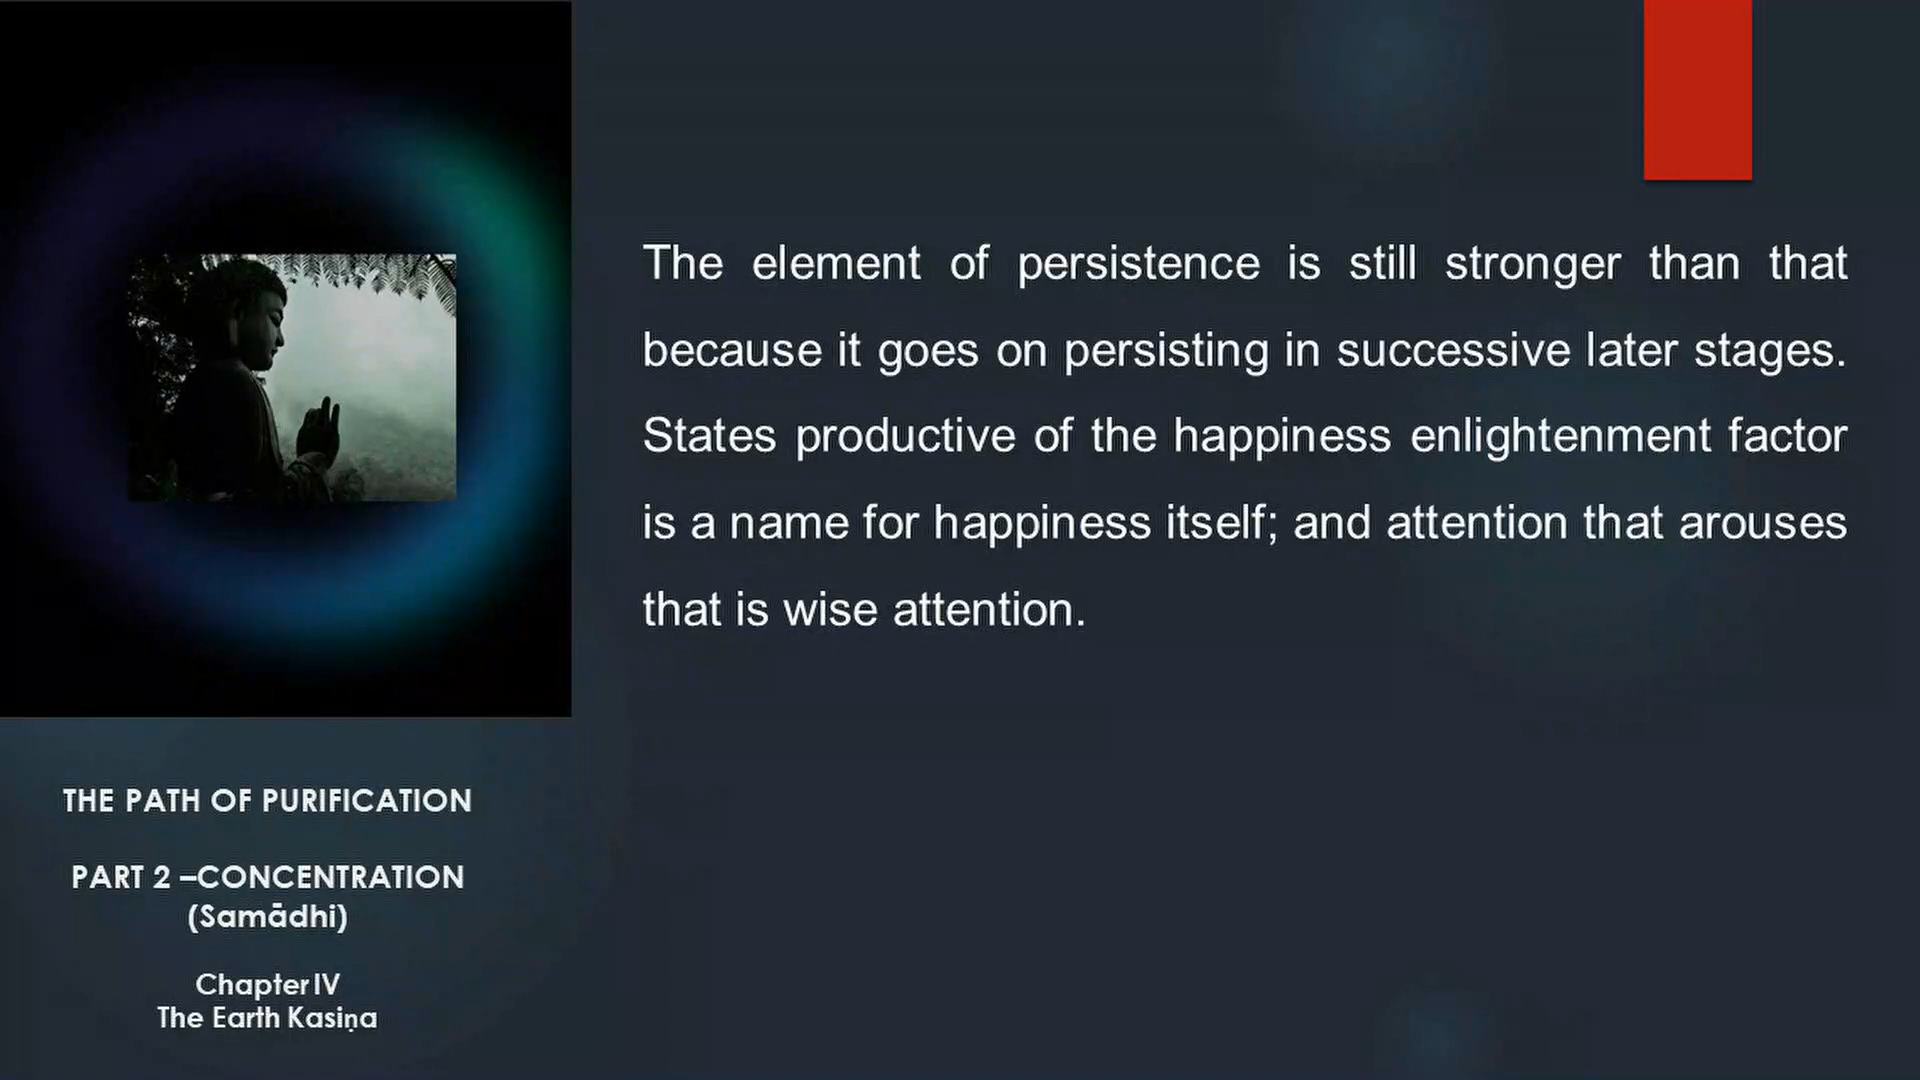 The element of persistence is still stronger than that
because it goes on persisting in successive later stages.
States productive of the happiness enlightenment factor
is a name for happiness itself; and attention that arouses
that is wise attention.
THE PATH OF PURIFICATION
PART 2 –CONCENTRATION
(Samādhi)
Chapter IV
The Earth Kasiṇa